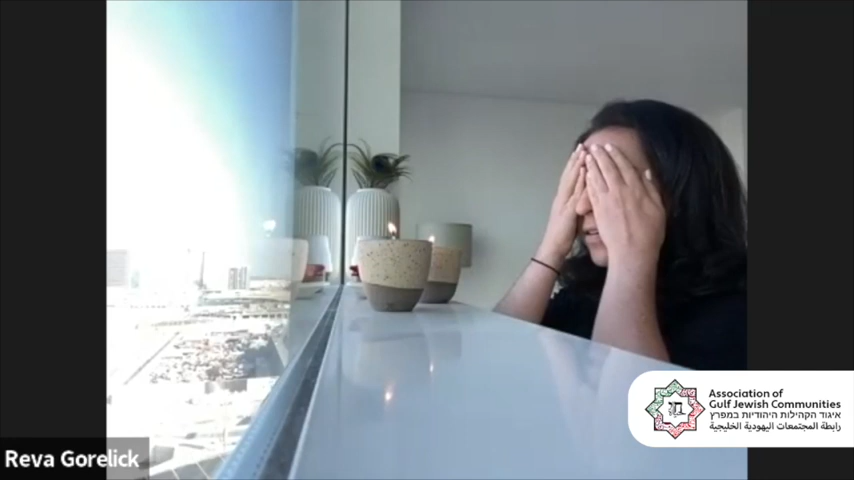 Association of
Gulf Jewish Communities
איגוד הקהילות היהודיות במפרץ
رابطة المجتمعات اليهودية الخليجية
Reva Gorelick